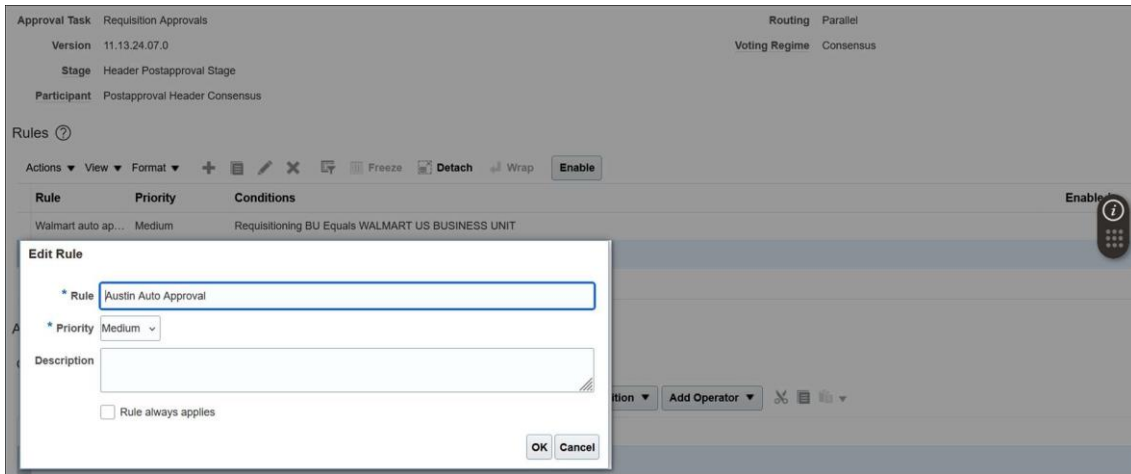 Approval Task Requisition Approvals Routing Parallel
Version 11.13.24.07.0 Voting Regime Consensus
Stage Header Postapproval Stage
Participant Postapproval Header Consensus
Rules
Actions View Format Freeze Detach Wrap Enable
Rule Priority Conditions
Walmart auto ap... Medium Requisitioning BU Equals WALMART US BUSINESS UNIT
Edit Rule
* Rule Austin Auto Approval
* Priority Medium
Description
Add Operator
Rule always applies
OK Cancel